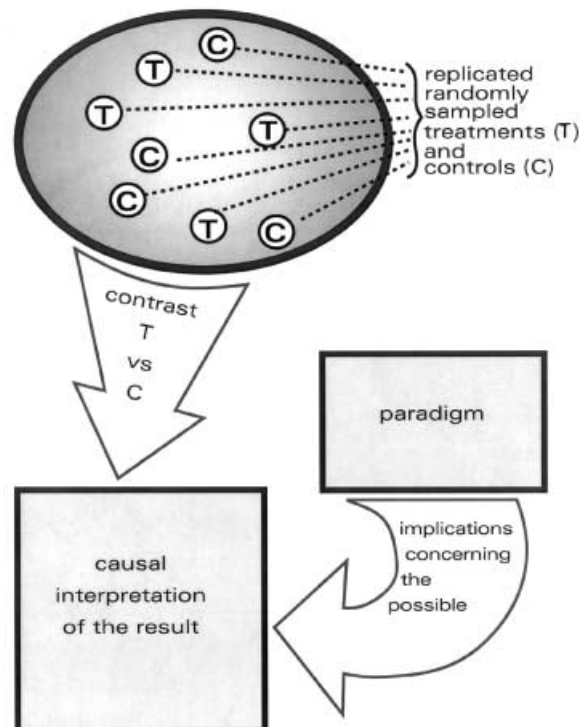 C
T
T
T
C
C
T
C
replicated
randomly
sampled
treatments (T)
and
controls (C)
contrast
T
vs
C
paradigm
implications
concerning
the
possible
causal
interpretation
of the result